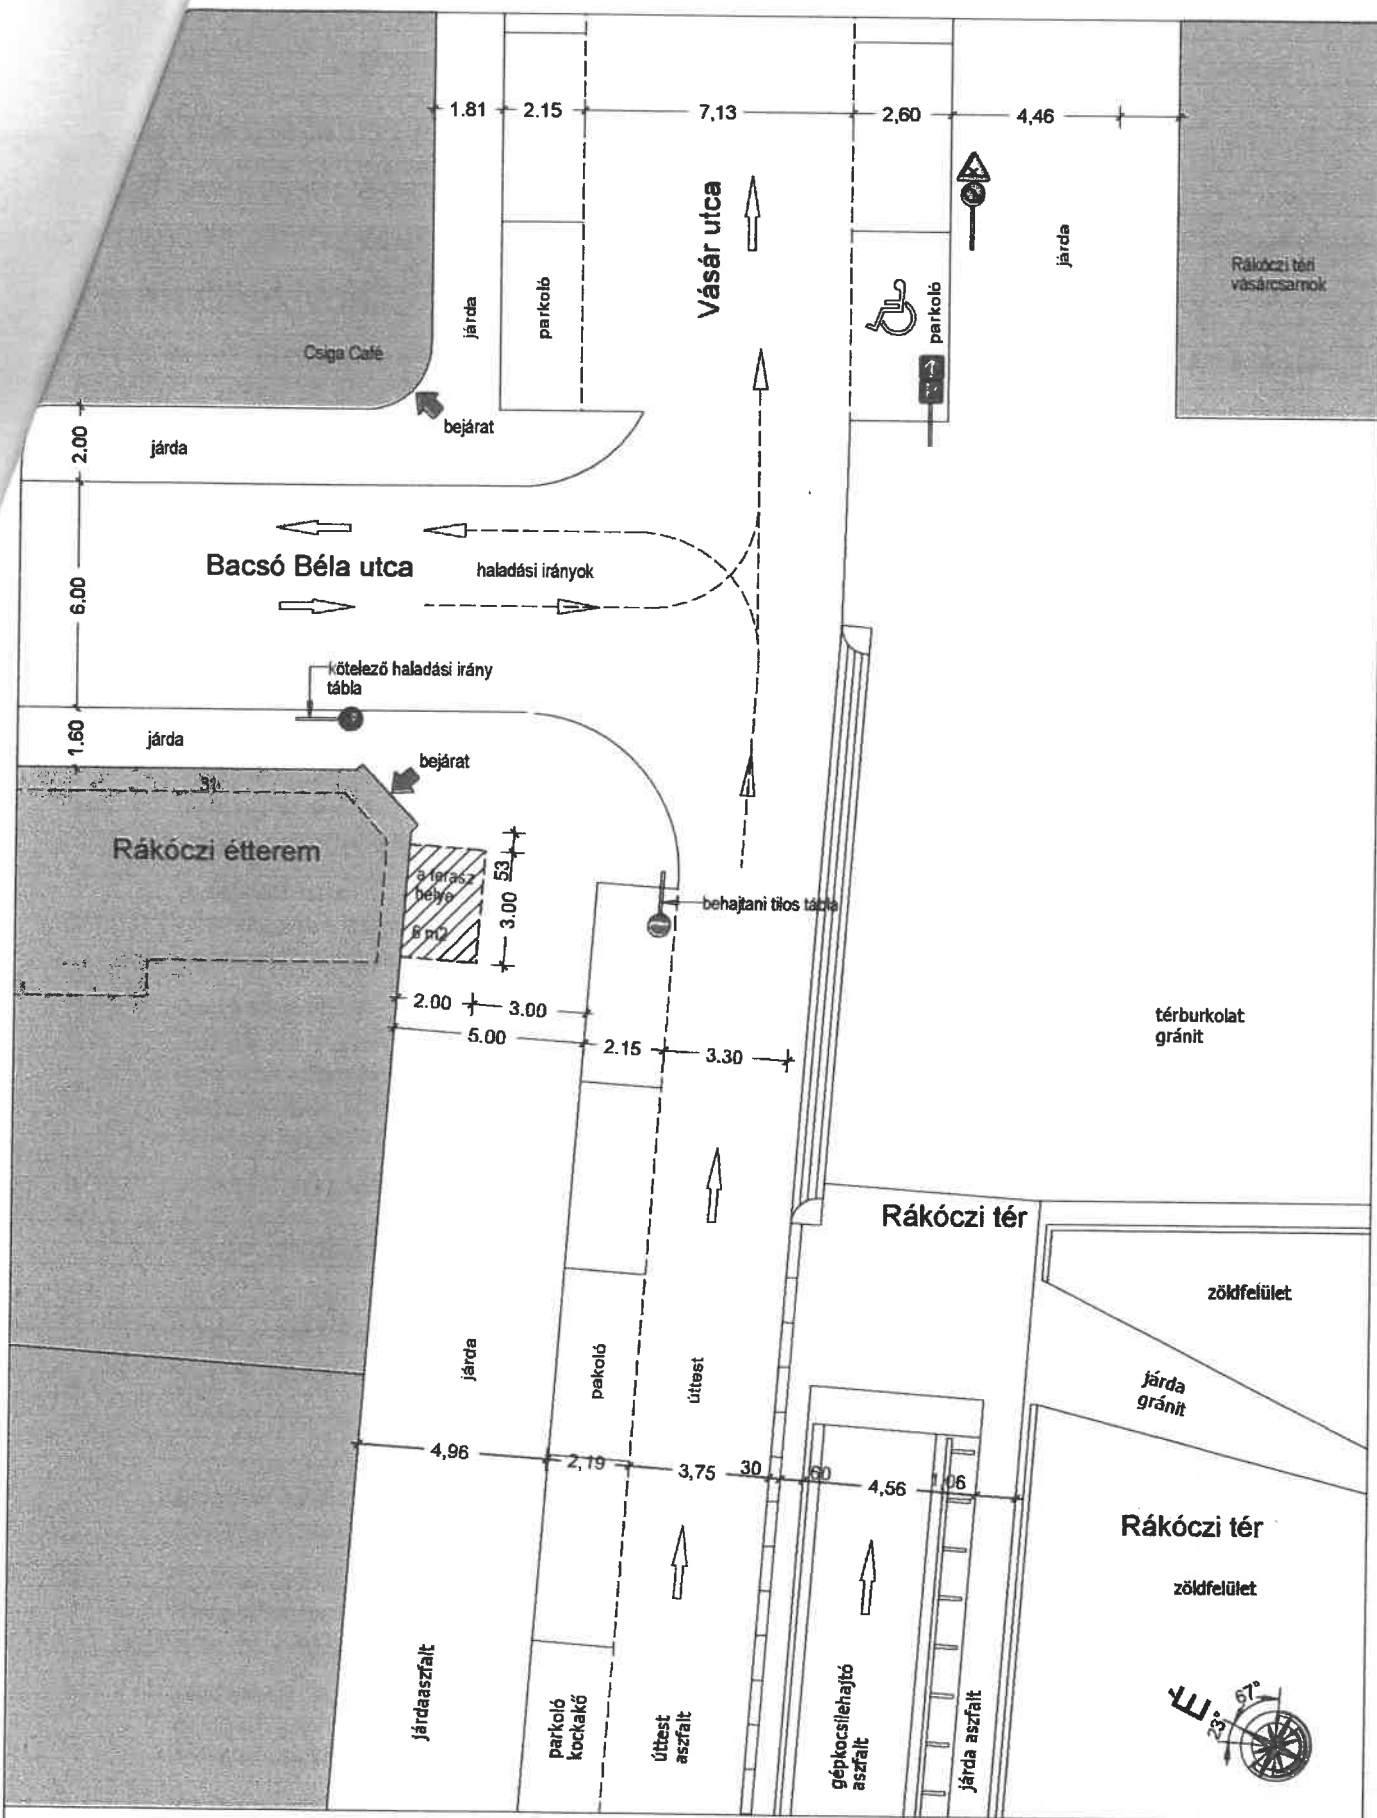 1.81
2.15
7,13
2,60
4,46
Vásár utca
járda
parkoló
járda
parkoló
Rákóczi téri
vásárcsarnok
Csiga Café
bejárat
2.00
járda
Bacsó Béla utca
haladási irányok
6.00
kötelező haladási irány
tábla
1.60
járda
bejárat
31
Rákóczi étterem
a terasz
helye
6 m2
53
3.00
behajtani tilos tábla
2.00
3.00
5.00
2.15
3.30
térburkolat
gránit
Rákóczi tér
zöldfelület
járda
pakoló
úttest
járda
gránit
4,96
2,19
3,75
30
60
4,56
1,06
Rákóczi tér
zöldfelület
járdaaszfalt
parkoló
kockakő
úttest
aszfalt
gépkocsilehajtó
aszfalt
járda aszfalt
É
67°
23°